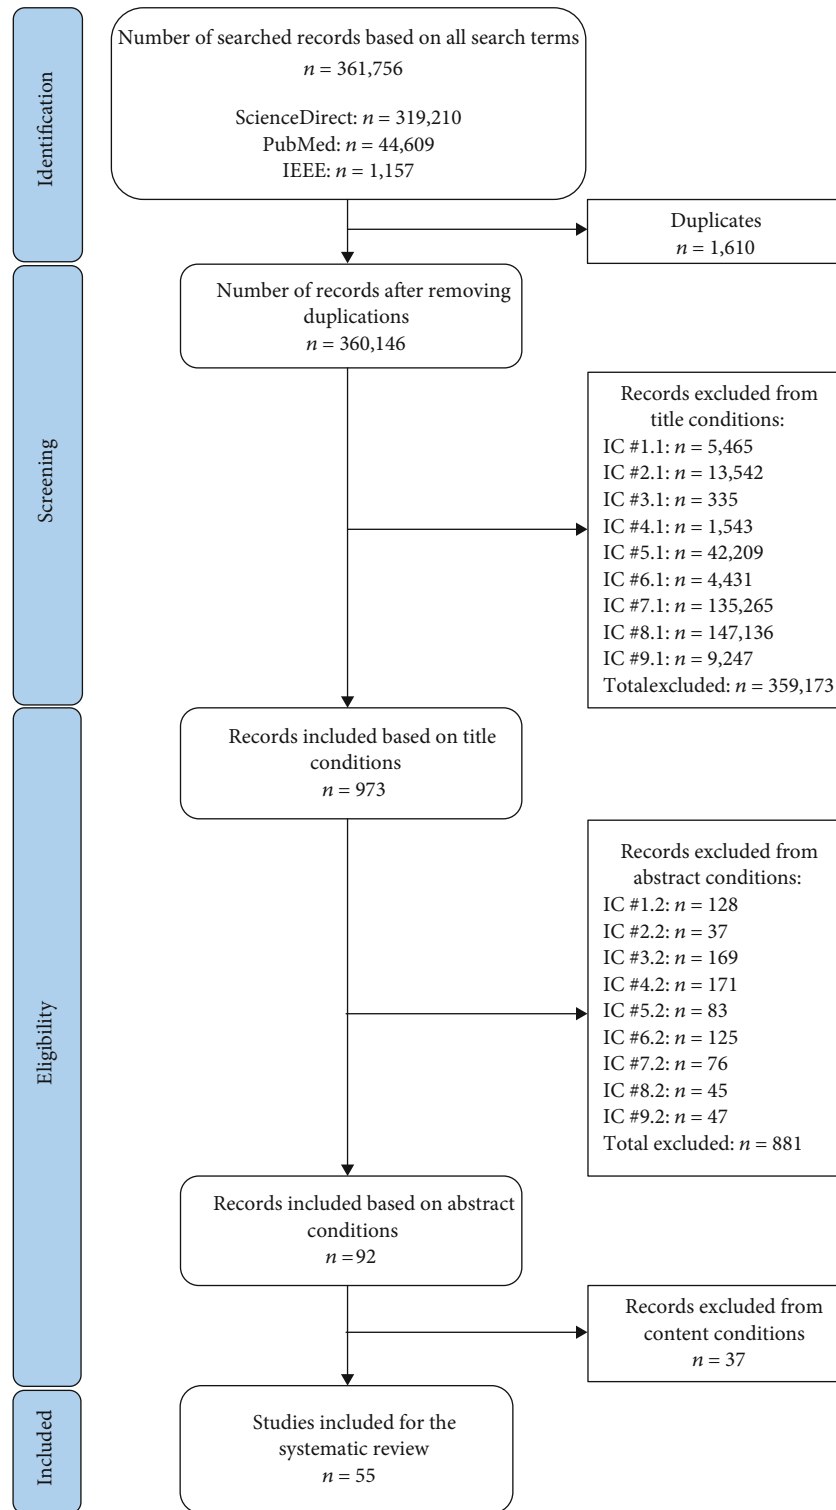 Identification
Number of searched records based on all search terms
n = 361,756
ScienceDirect: n = 319,210
PubMed: n = 44,609
IEEE: n = 1,157
Duplicates
n = 1,610
Screening
Number of records after removing
duplications
n = 360,146
Records excluded from
title conditions:
IC #1.1: n = 5,465
IC #2.1: n = 13,542
IC #3.1: n = 335
IC #4.1: n = 1,543
IC #5.1: n = 42,209
IC #6.1: n = 4,431
IC #7.1: n = 135,265
IC #8.1: n = 147,136
IC #9.1: n = 9,247
Totalexcluded: n = 359,173
Eligibility
Records included based on title
conditions
n = 973
Records excluded from
abstract conditions:
IC #1.2: n = 128
IC #2.2: n = 37
IC #3.2: n = 169
IC #4.2: n = 171
IC #5.2: n = 83
IC #6.2: n = 125
IC #7.2: n = 76
IC #8.2: n = 45
IC #9.2: n = 47
Total excluded: n = 881
Records included based on abstract
conditions
n = 92
Records excluded from
content conditions
n = 37
Included
Studies included for the
systematic review
n = 55